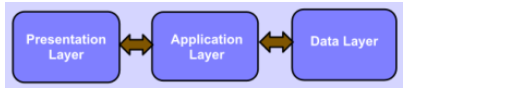 Presentation
Layer
Application
Layer
Data Layer